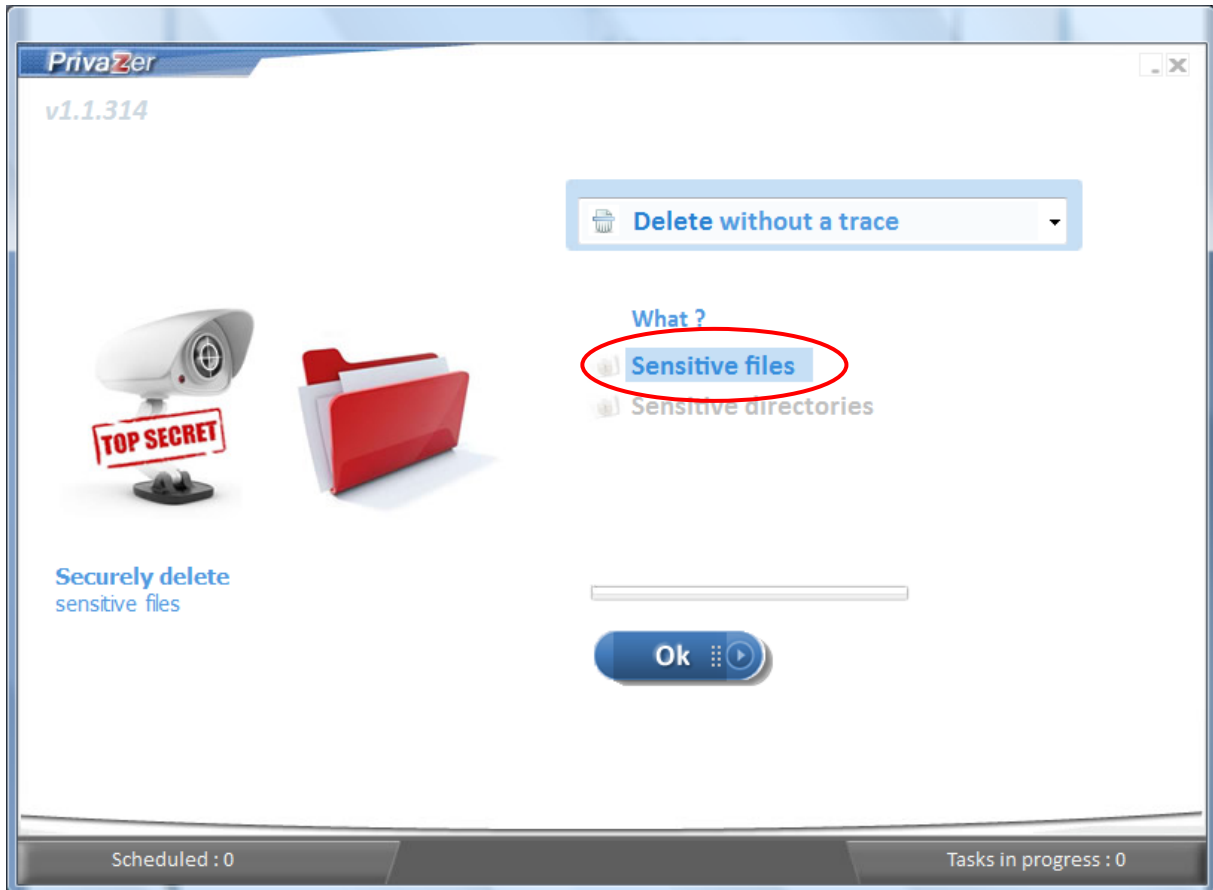 PrivaZer
v1.1.314
Delete without a trace
What ?
Sensitive files
Sensitive directories
TOP SECRET
Securely delete
sensitive files
Ok
Scheduled : 0
Tasks in progress : 0